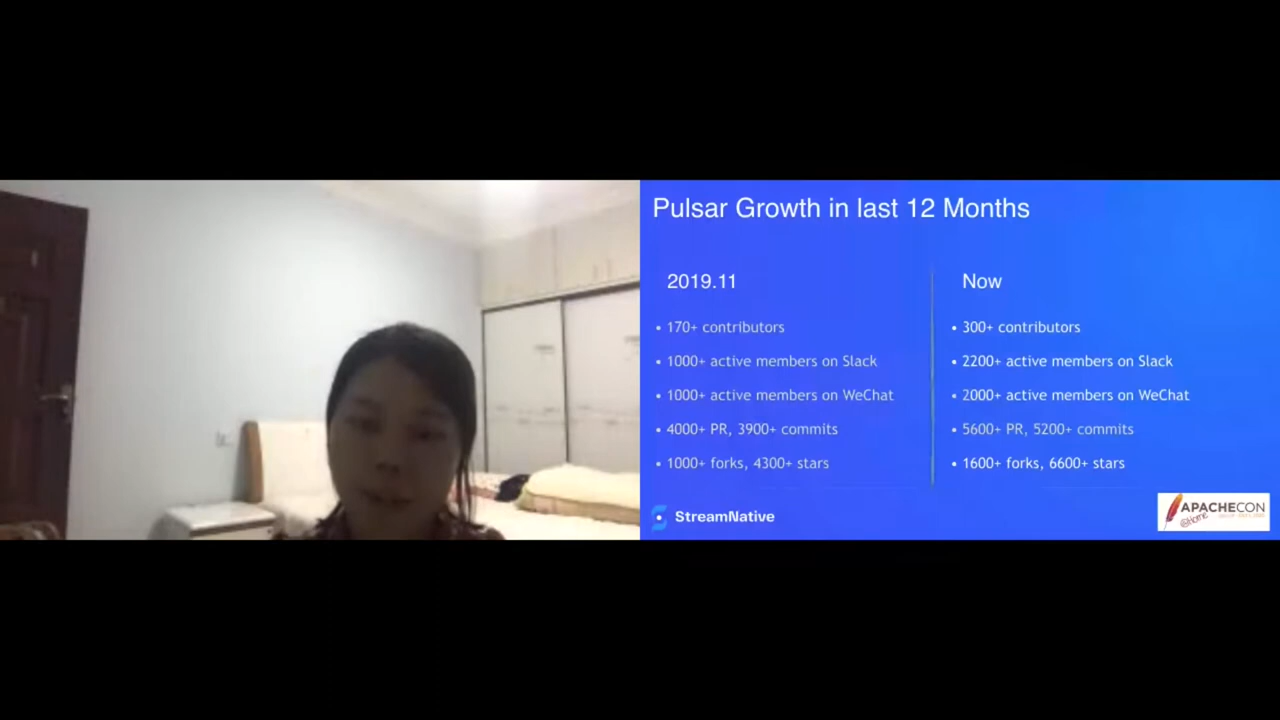 Pulsar Growth in last 12 Months
2019.11
• 170+ contributors
• 1000+ active members on Slack
• 1000+ active members on WeChat
• 4000+ PR, 3900+ commits
• 1000+ forks, 4300+ stars
Now
• 300+ contributors
• 2200+ active members on Slack
• 2000+ active members on WeChat
• 5600+ PR, 5200+ commits
• 1600+ forks, 6600+ stars
StreamNative
APACHECON
@Home